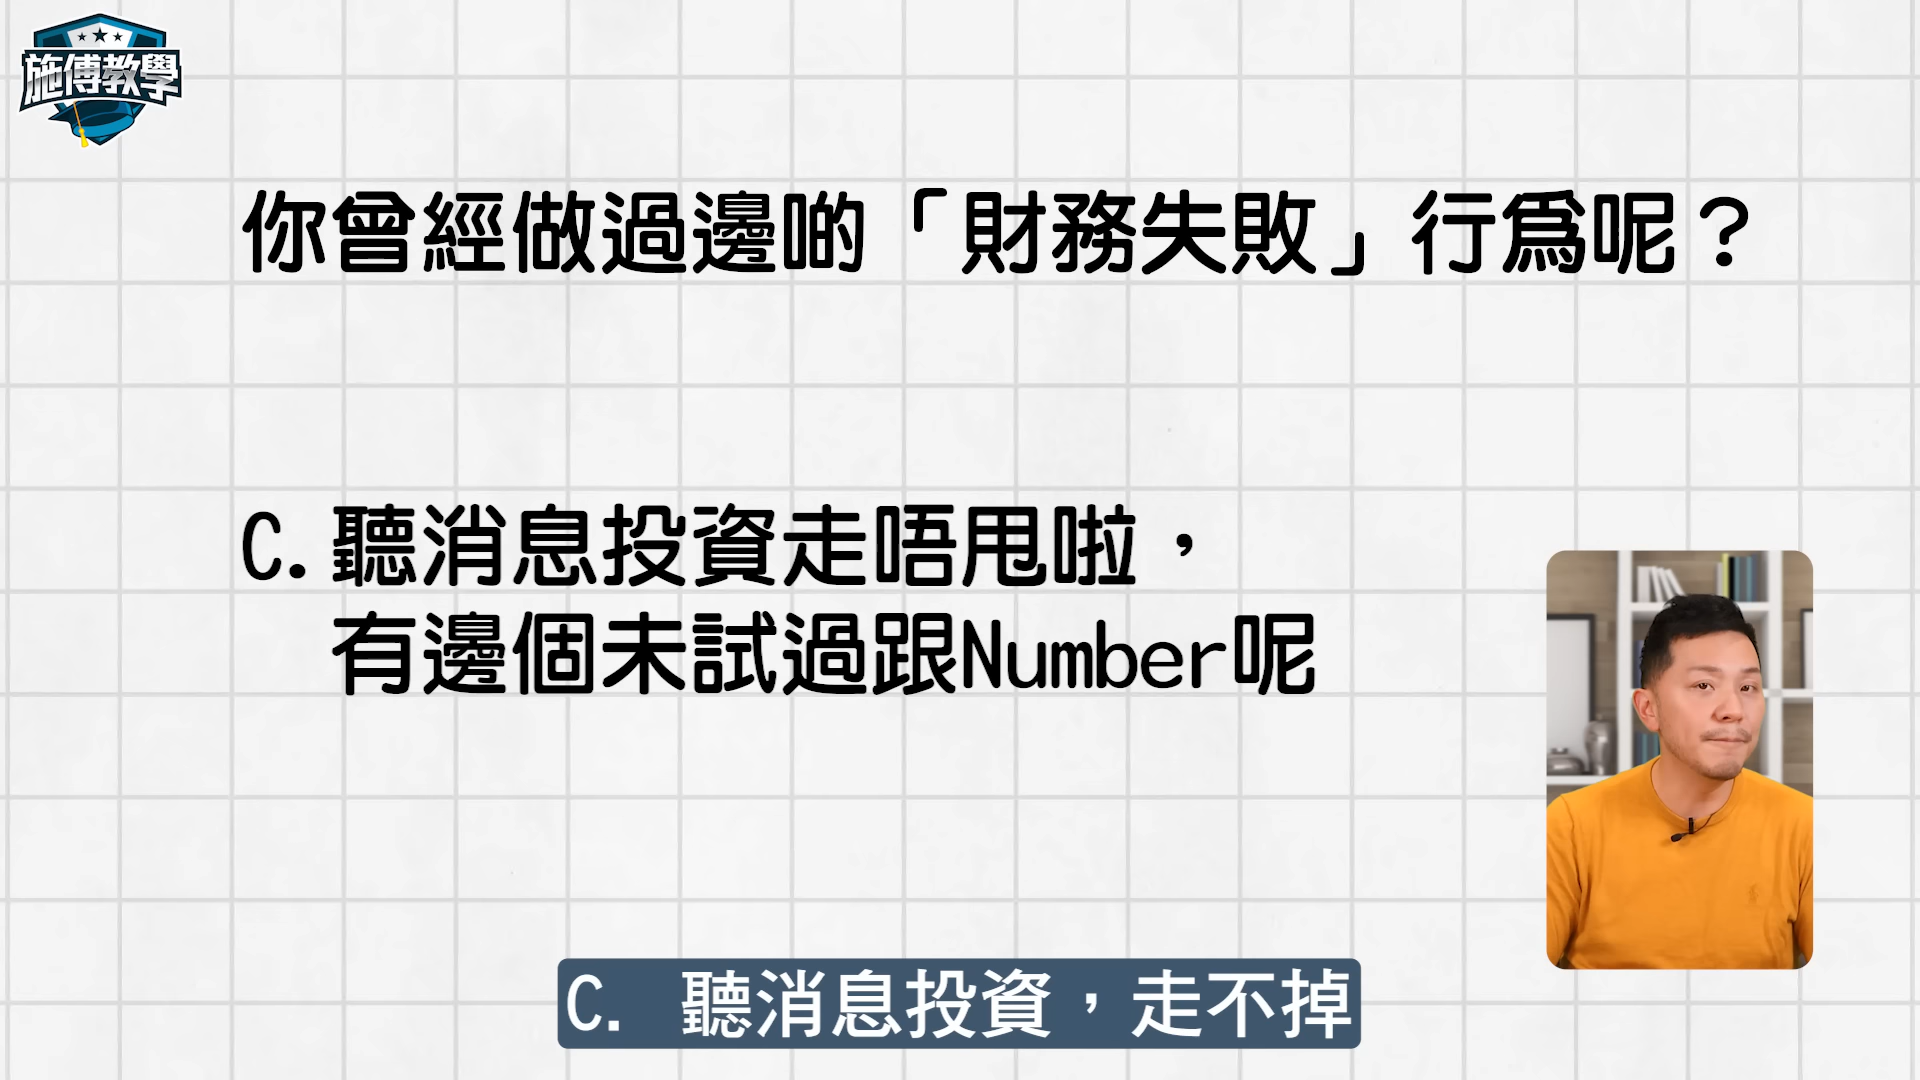 施傅教學
你曾經做過邊啲「財務失敗」行為呢？
C.聽消息投資走唔甩啦，
有邊個未試過跟Number呢
C. 聽消息投資，走不掉